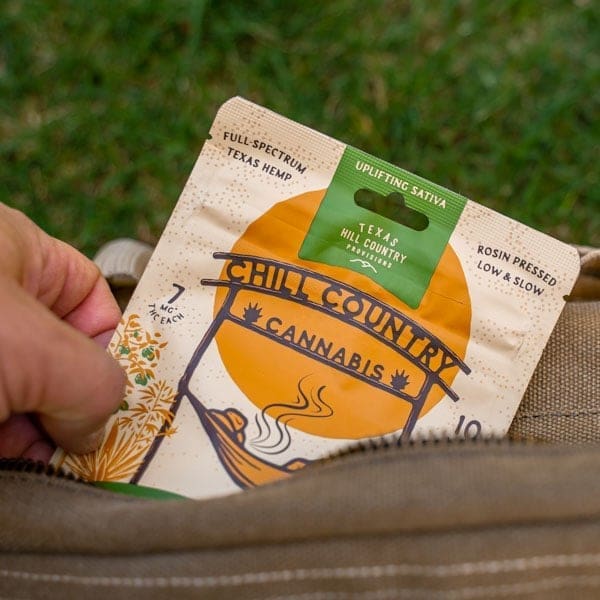 FULL-SPECTRUM
TEXAS HEMP
UPLIFTING SATIVA
TEXAS
HILL COUNTRY
PROVISIONS
ROSIN PRESSED
LOW & SLOW
7
MG
THC EACH
CHILL COUNTRY
CANNABIS
10